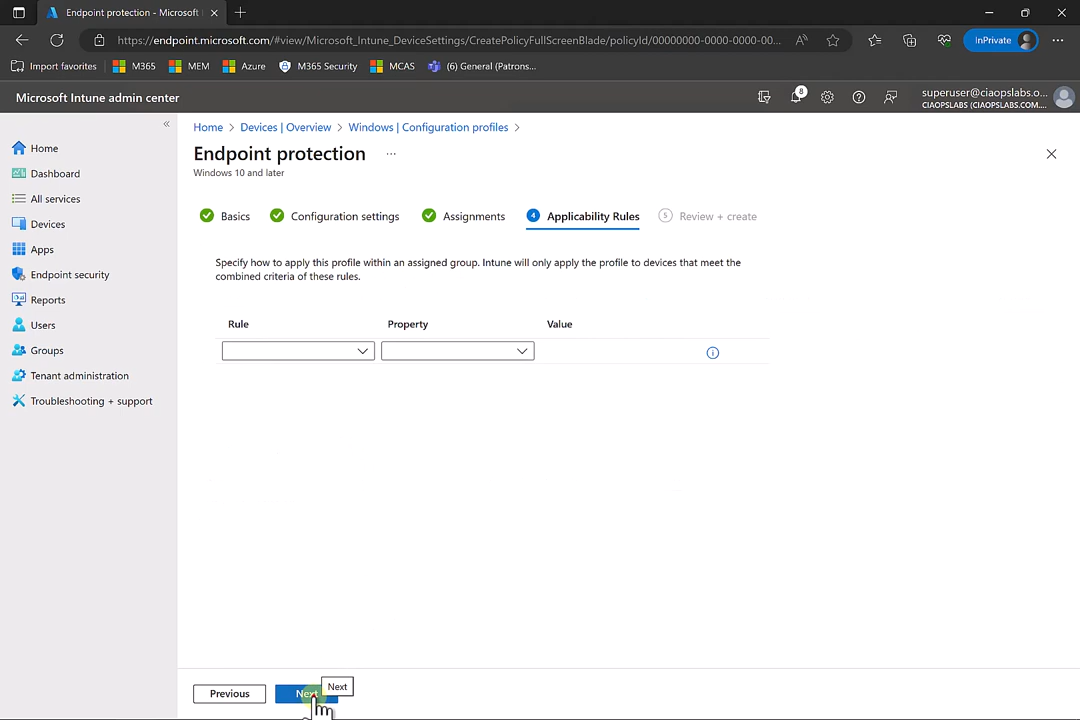 Endpoint protection - Microsoft
https://endpoint.microsoft.com/#view/Microsoft_Intune_DeviceSettings/CreatePolicyFullScreenBlade/policyId/00000000-0000-0000-00...
InPrivate
Import favorites
M365
MEM
Azure
M365 Security
MCAS
(6) General (Patrons...
Microsoft Intune admin center
8
superuser@ciaopslabs.o...
CIAOPSLABS (CIAOPSLABS.COM....
Home
Dashboard
All services
Devices
Apps
Endpoint security
Reports
Users
Groups
Tenant administration
Troubleshooting + support
Home > Devices | Overview > Windows | Configuration profiles >
Endpoint protection ...
Windows 10 and later
Basics
Configuration settings
Assignments
4 Applicability Rules
5 Review + create
Specify how to apply this profile within an assigned group. Intune will only apply the profile to devices that meet the
combined criteria of these rules.
Rule
Property
Value
Previous
Next
Next